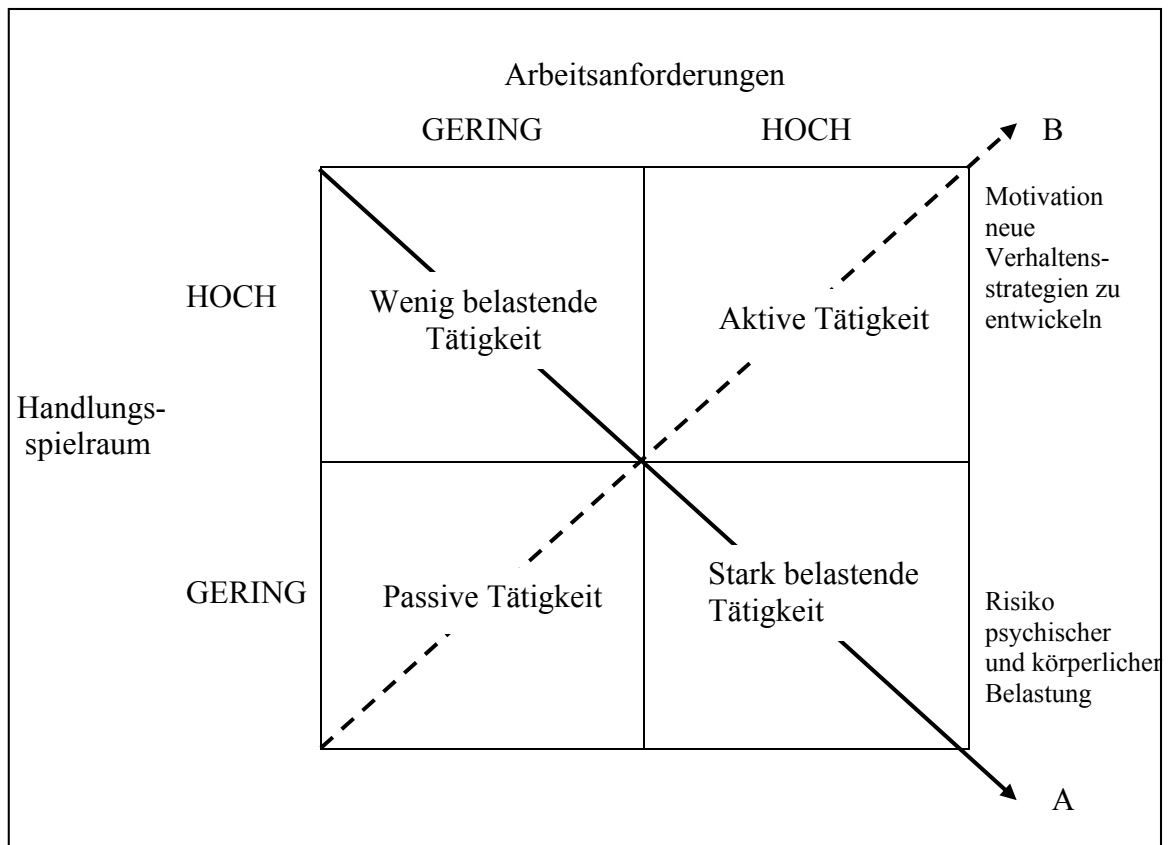 Arbeitsanforderungen
GERING HOCH B
Motivation
neue
Verhaltens-
strategien zu
entwickeln
HOCH
Wenig belastende
Tätigkeit
Aktive Tätigkeit
Handlungs-
spielraum
GERING
Passive Tätigkeit
Stark belastende
Tätigkeit
Risiko
psychischer
und körperlicher
Belastung
A